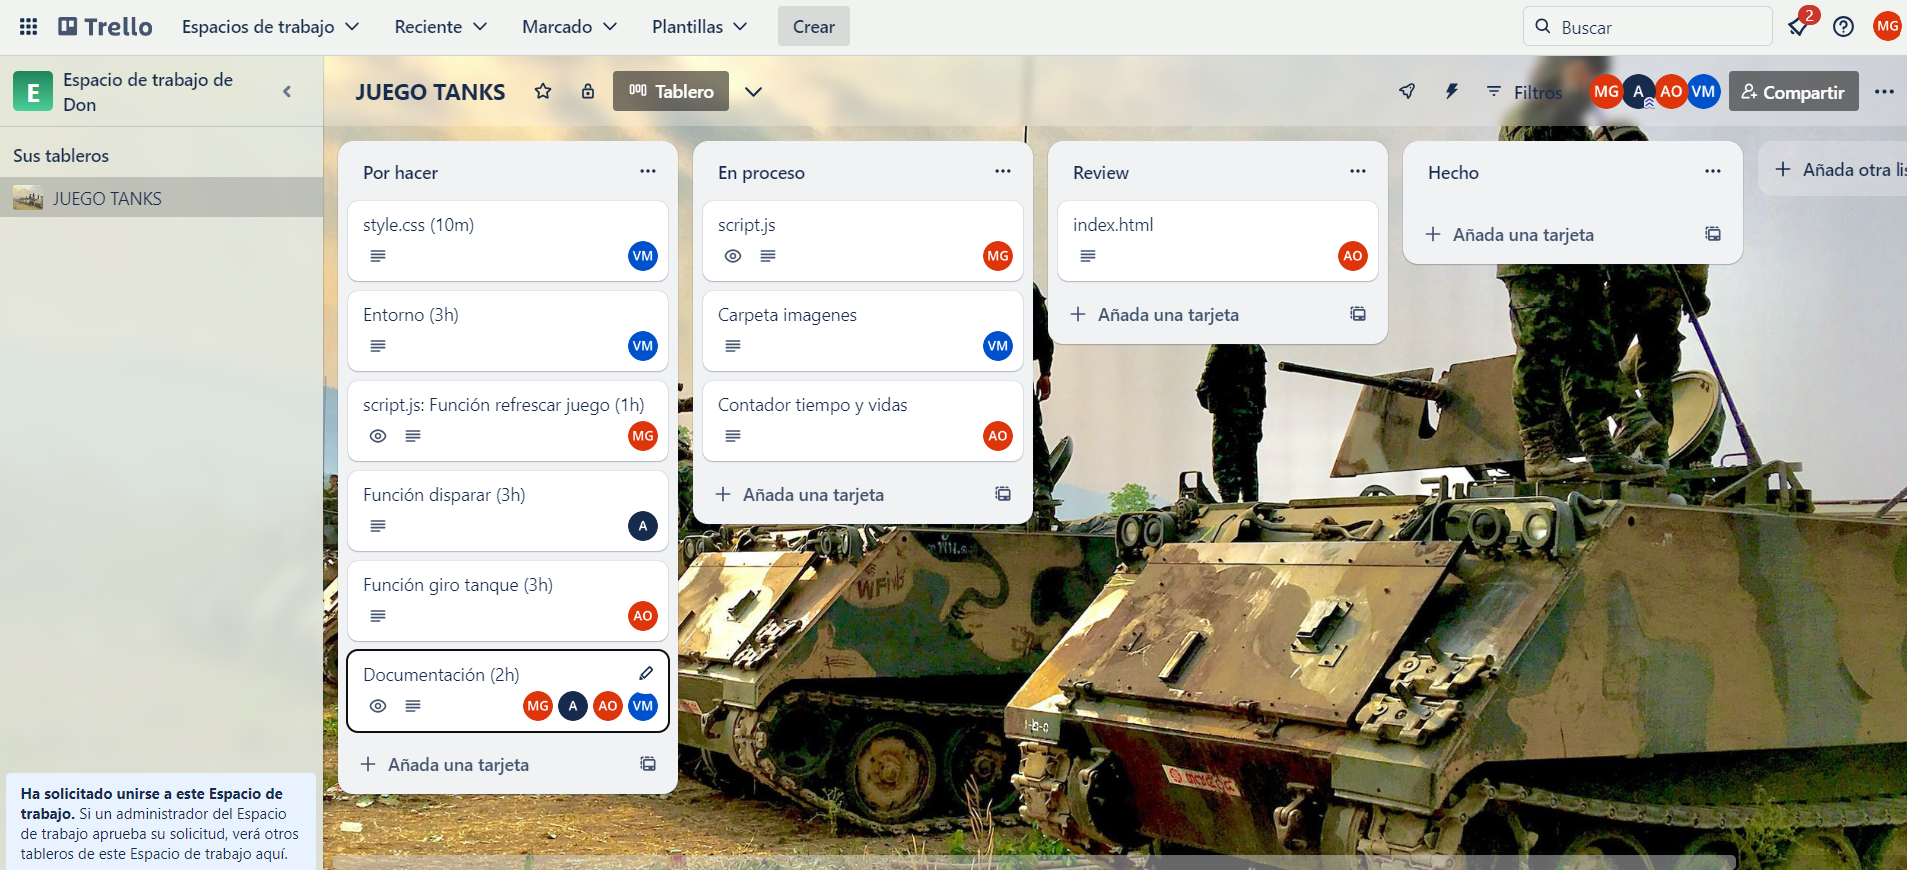 Trello
Espacios de trabajo
Reciente
Marcado
Plantillas
Crear
Buscar
2
MG
E
Espacio de trabajo de
Don
JUEGO TANKS
Tablero
Filtros
MG
A
AO
VM
Compartir
Sus tableros
JUEGO TANKS
Por hacer
style.css (10m)
VM
Entorno (3h)
VM
script.js: Función refrescar juego (1h)
MG
Función disparar (3h)
A
Función giro tanque (3h)
AO
Documentación (2h)
MG
A
AO
VM
Añada una tarjeta
En proceso
script.js
MG
Carpeta imagenes
VM
Contador tiempo y vidas
AO
Añada una tarjeta
Review
index.html
AO
Añada una tarjeta
Hecho
Añada una tarjeta
Añada otra lis
Ha solicitado unirse a este Espacio de
trabajo. Si un administrador del Espacio
de trabajo aprueba su solicitud, verá otros
tableros de este Espacio de trabajo aquí.